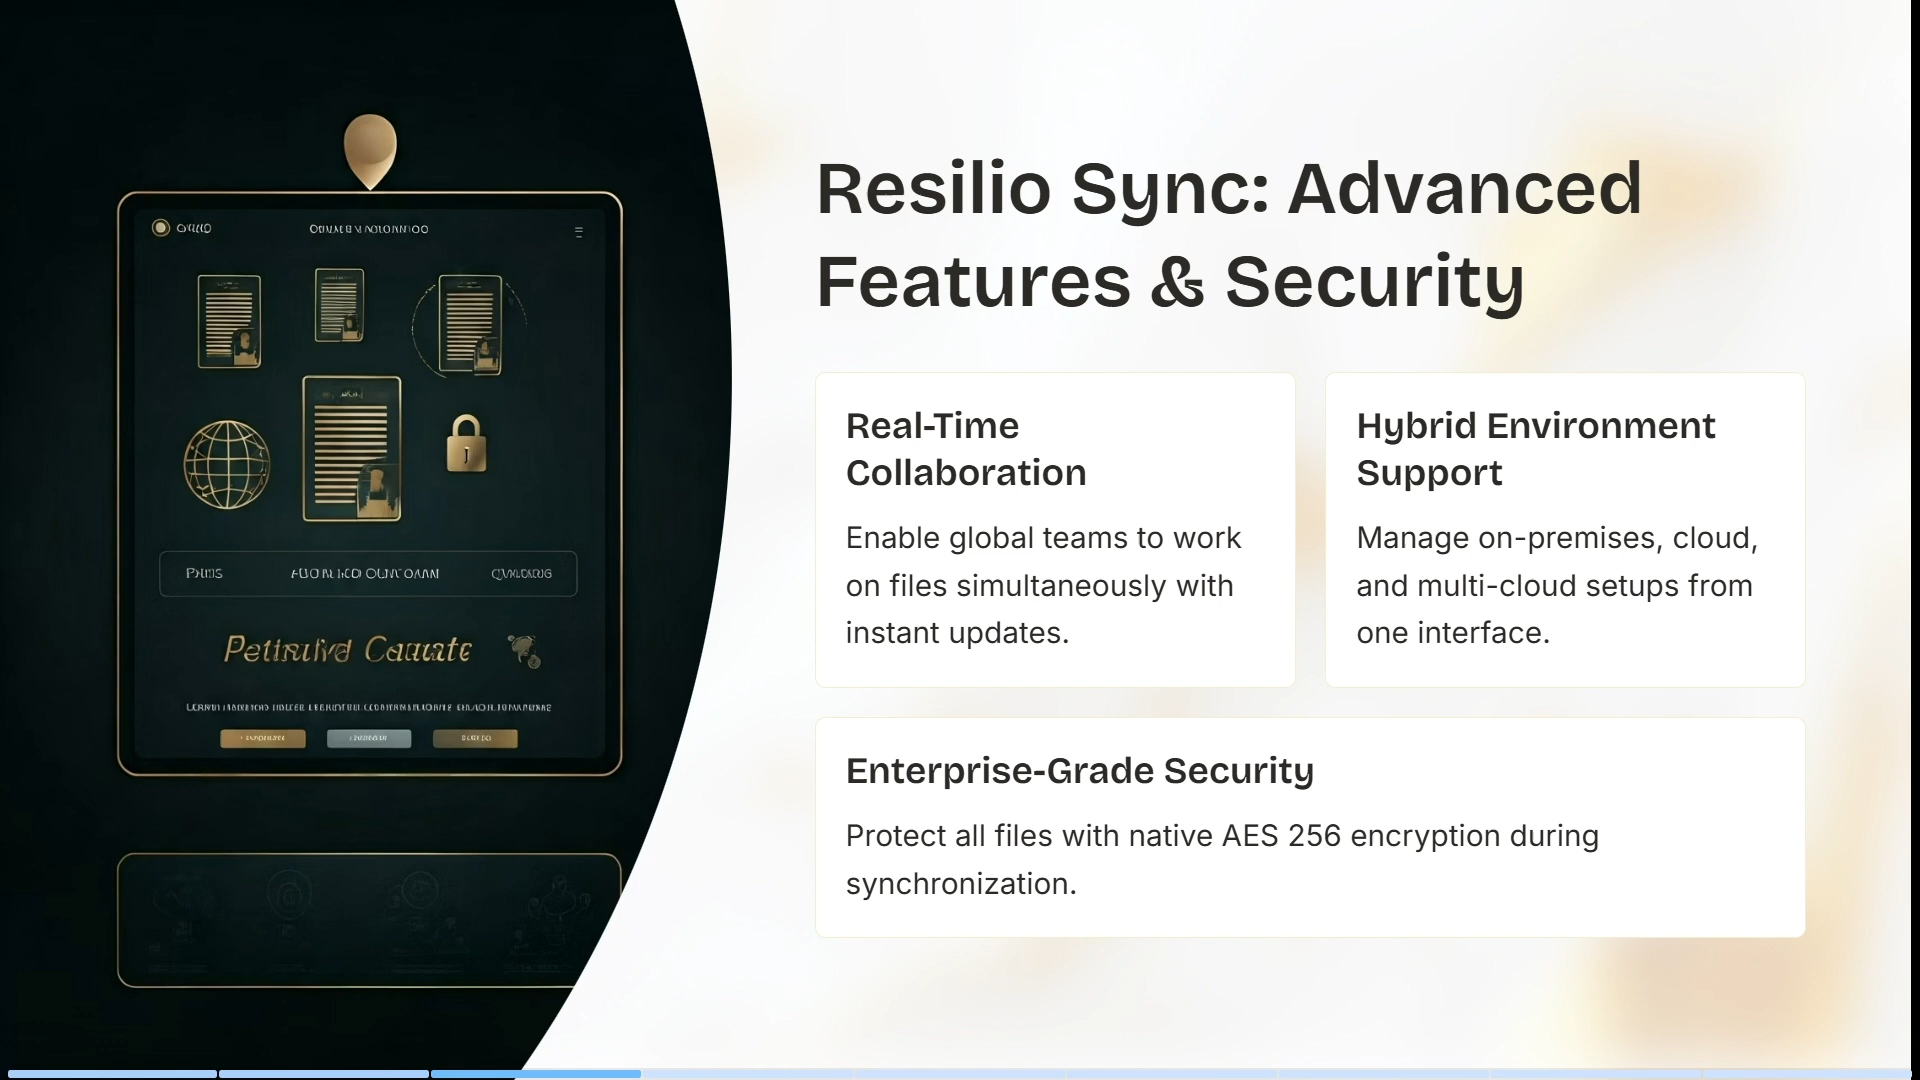 Resilio Sync: Advanced
Features & Security
Real-Time
Collaboration
Enable global teams to work
on files simultaneously with
instant updates.
Hybrid Environment
Support
Manage on-premises, cloud,
and multi-cloud setups from
one interface.
Enterprise-Grade Security
Protect all files with native AES 256 encryption during
synchronization.